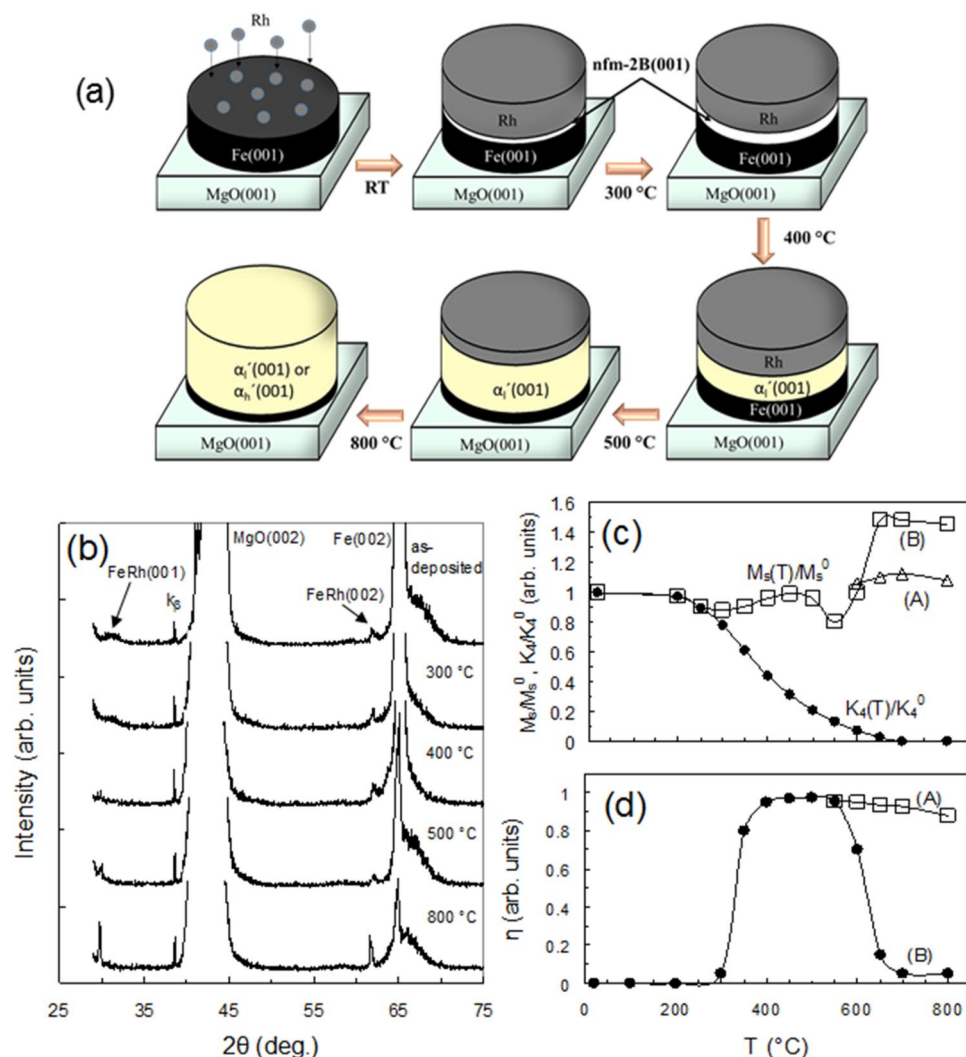 (a)
Rh
Fe(001)
MgO(001)
RT
nfm-2B(001)
Rh
Fe(001)
MgO(001)
300 °C
Rh
Fe(001)
MgO(001)
400 °C
αₗ´(001) or
αₕ´(001)
MgO(001)
800 °C
αₗ´(001)
MgO(001)
500 °C
Rh
αₗ´(001)
Fe(001)
MgO(001)
(b)
MgO(002)
Fe(002)
as-
deposited
FeRh(001)
kᵦ
FeRh(002)
300 °C
400 °C
500 °C
800 °C
Intensity (arb. units)
25 35 45 55 65 75
2θ (deg.)
(c)
1.6
1.4
1.2
1
0.8
0.6
0.4
0.2
0
Mₛ/Mₛ⁰ , K₄/K₄⁰ (arb. units)
(B)
Mₛ(T)/Mₛ⁰
(A)
K₄(T)/K₄⁰
(d)
1
0.8
0.6
0.4
0.2
0
η (arb. units)
(A)
(B)
0 200 400 600 800
T (°C)